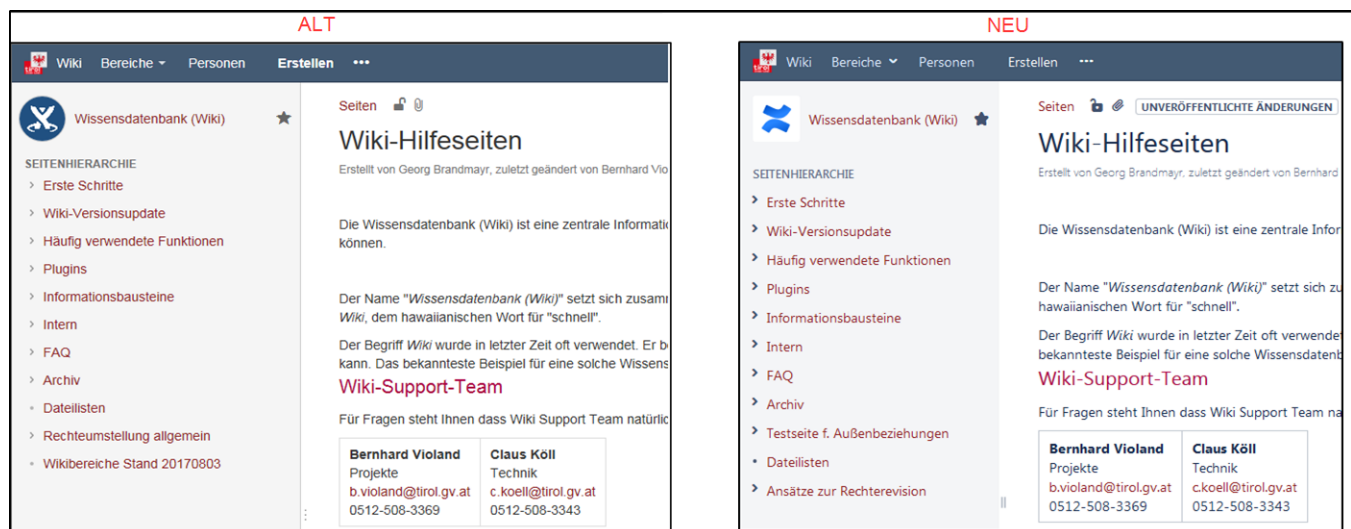 ALT
Wiki Bereiche Personen Erstellen •••
Wissensdatenbank (Wiki)
SEITENHIERARCHIE
Erste Schritte
Wiki-Versionsupdate
Häufig verwendete Funktionen
Plugins
Informationsbausteine
Intern
FAQ
Archiv
Dateilisten
Rechteumstellung allgemein
Wikibereiche Stand 20170803
Seiten
Wiki-Hilfeseiten
Erstellt von Georg Brandmayr, zuletzt geändert von Bernhard Vio
Die Wissensdatenbank (Wiki) ist eine zentrale Informati
können.
Der Name "Wissensdatenbank (Wiki)" setzt sich zusam
Wiki, dem hawaiianischen Wort für "schnell".
Der Begriff Wiki wurde in letzter Zeit oft verwendet. Er b
kann. Das bekannteste Beispiel für eine solche Wissens
Wiki-Support-Team
Für Fragen steht Ihnen dass Wiki Support Team natürlic
Bernhard Violand Claus Köll
Projekte Technik
b.violand@tirol.gv.at c.koell@tirol.gv.at
0512-508-3369 0512-508-3343
NEU
Wiki Bereiche Personen Erstellen •••
Wissensdatenbank (Wiki)
SEITENHIERARCHIE
Erste Schritte
Wiki-Versionsupdate
Häufig verwendete Funktionen
Plugins
Informationsbausteine
Intern
FAQ
Archiv
Testseite f. Außenbeziehungen
Dateilisten
Ansätze zur Rechterevision
Seiten UNVERÖFFENTLICHTE ÄNDERUNGEN
Wiki-Hilfeseiten
Erstellt von Georg Brandmayr, zuletzt geändert von Bernhard
Die Wissensdatenbank (Wiki) ist eine zentrale Infor
Der Name "Wissensdatenbank (Wiki)" setzt sich zu
hawaiianischen Wort für "schnell".
Der Begriff Wiki wurde in letzter Zeit oft verwendet
bekannteste Beispiel für eine solche Wissensdatenb
Wiki-Support-Team
Für Fragen steht Ihnen dass Wiki Support Team na
Bernhard Violand Claus Köll
Projekte Technik
b.violand@tirol.gv.at c.koell@tirol.gv.at
0512-508-3369 0512-508-3343